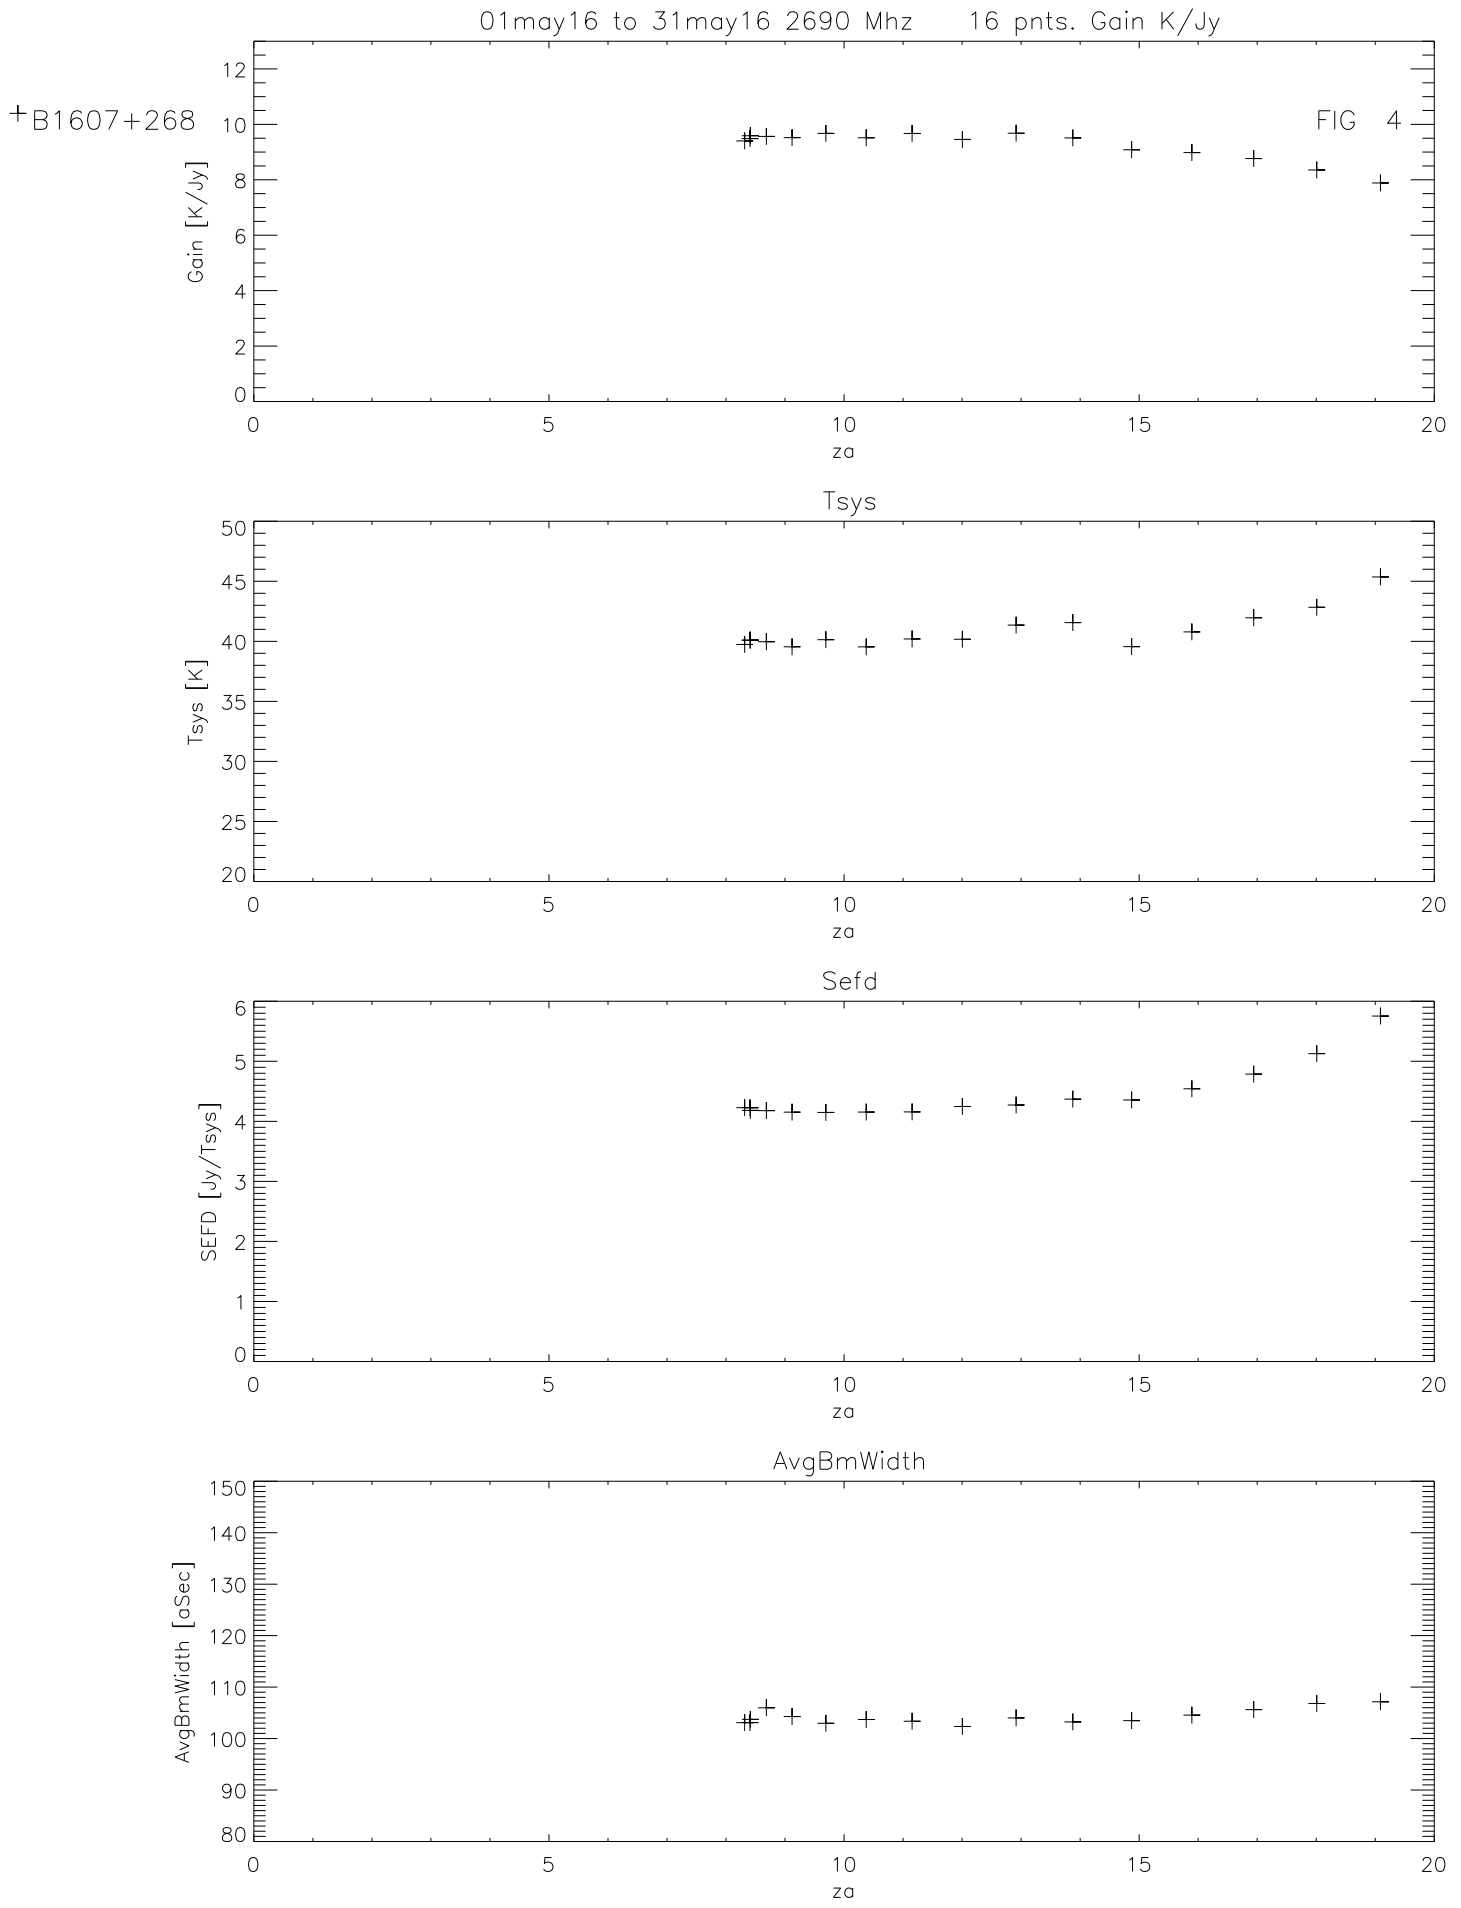 01may16 to 31may16 2690 Mhz 16 pnts. Gain K/Jy
+B1607+268
FIG 4
Gain [K/Jy]
12
10
8
6
4
2
0
0 5 10 15 20
za
Tsys
Tsys [K]
50
45
40
35
30
25
20
0 5 10 15 20
za
Sefd
SEFD [Jy/Tsys]
6
5
4
3
2
1
0
0 5 10 15 20
za
AvgBmWidth
AvgBmWidth [aSec]
150
140
130
120
110
100
90
80
0 5 10 15 20
za